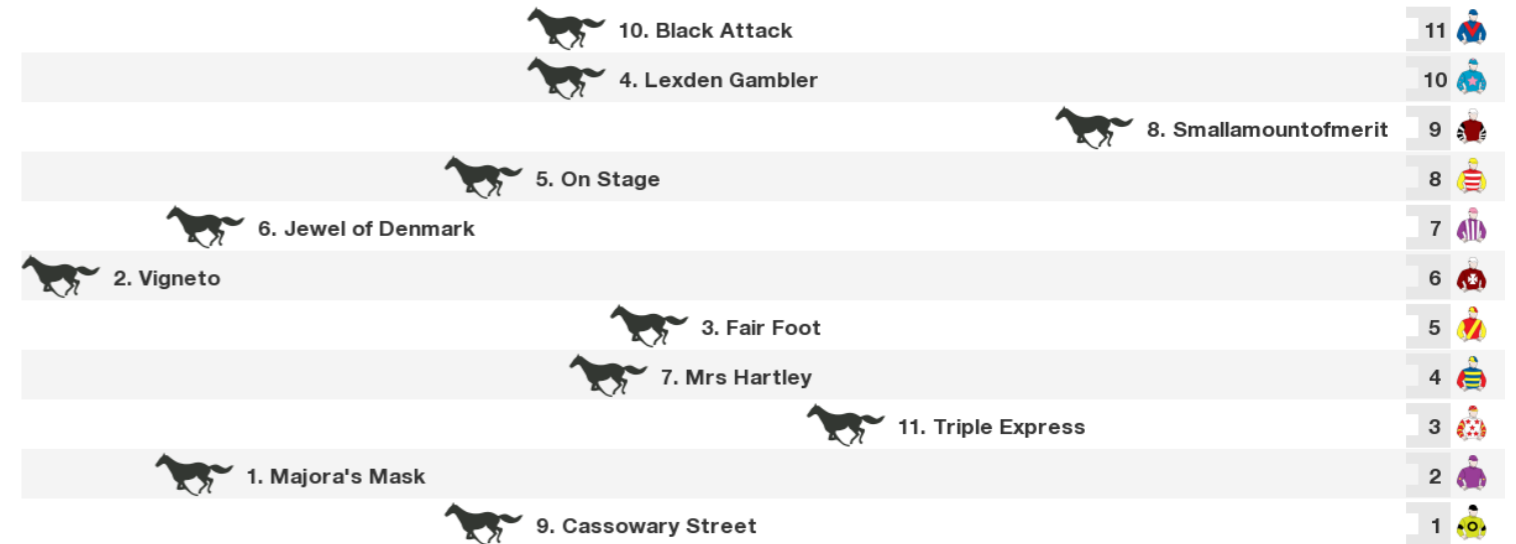 10. Black Attack 11
4. Lexden Gambler 10
8. Smallamountofmerit 9
5. On Stage 8
6. Jewel of Denmark 7
2. Vigneto 6
3. Fair Foot 5
7. Mrs Hartley 4
11. Triple Express 3
1. Majora's Mask 2
9. Cassowary Street 1